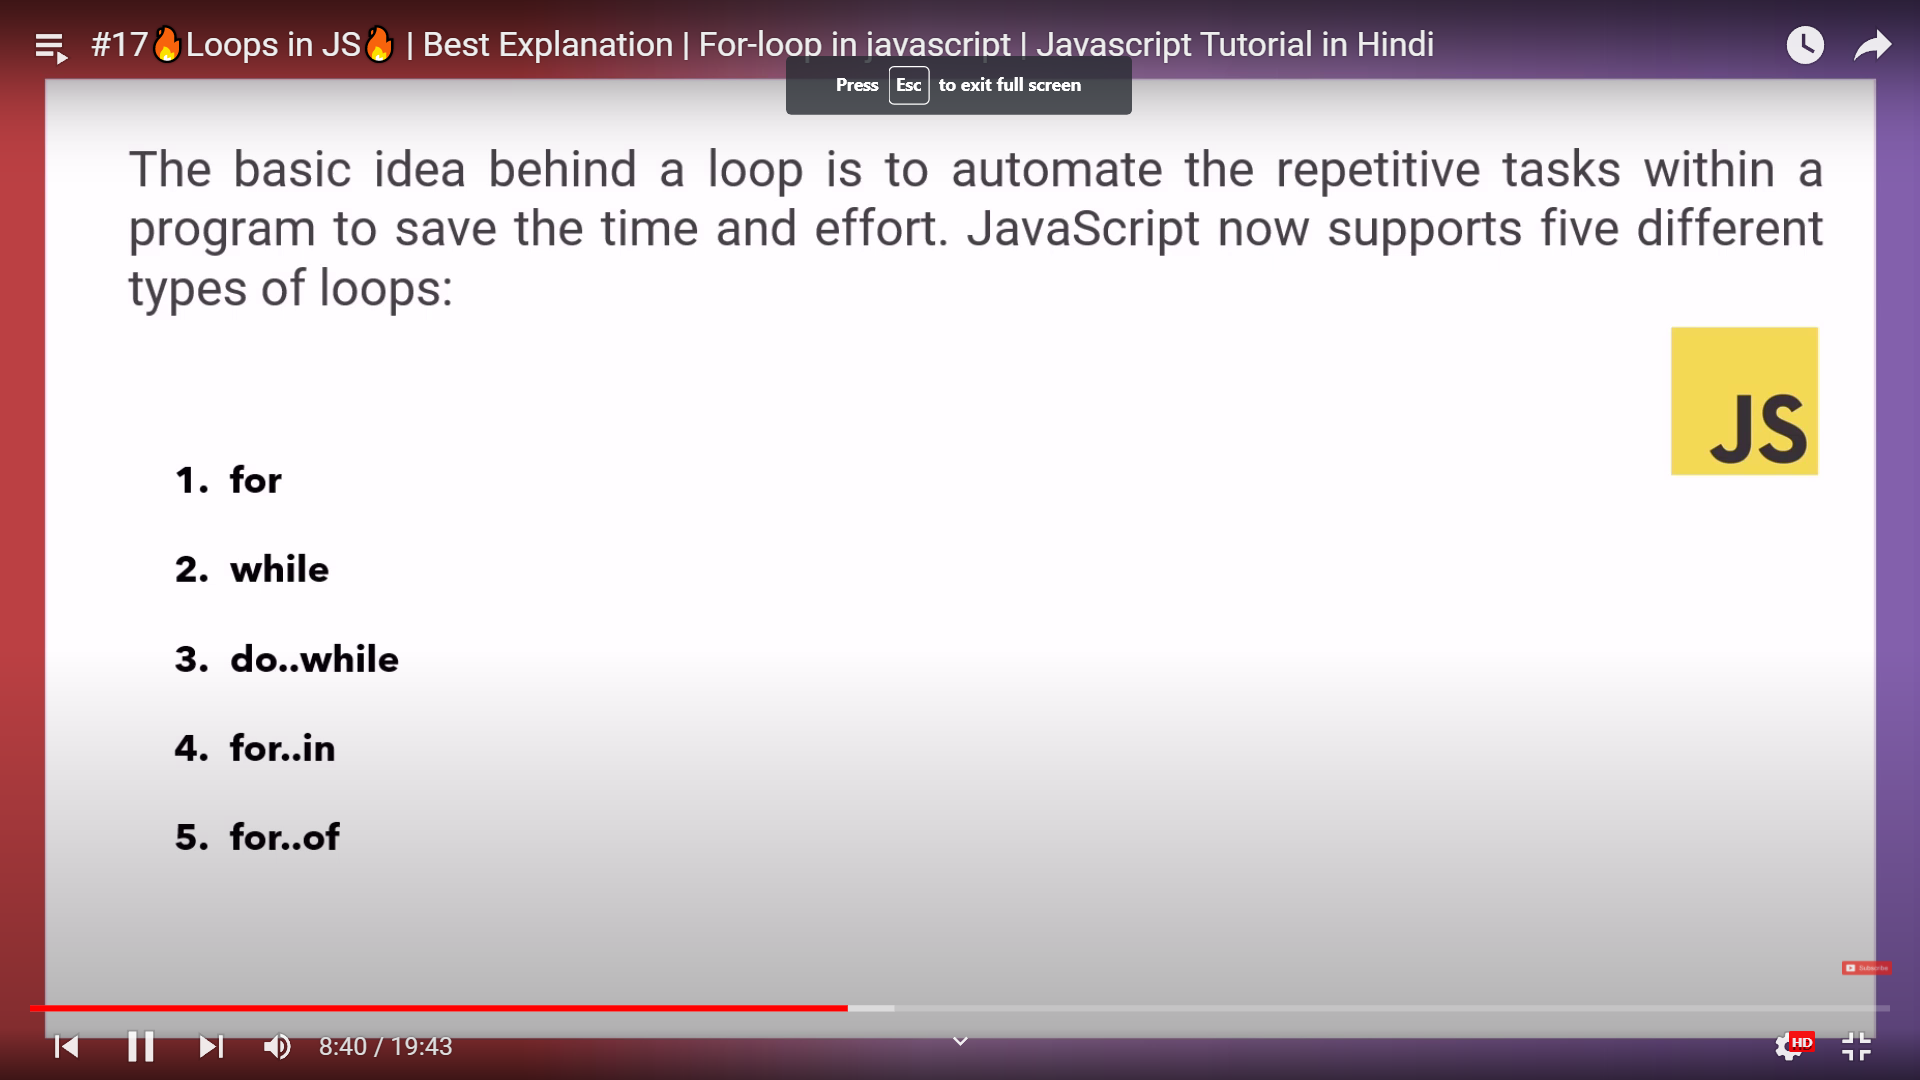 #17🔥Loops in JS🔥 | Best Explanation | For-loop in javascript | Javascript Tutorial in Hindi
Press Esc to exit full screen
The basic idea behind a loop is to automate the repetitive tasks within a
program to save the time and effort. JavaScript now supports five different
types of loops:
JS
1. for
2. while
3. do..while
4. for..in
5. for..of
Subscribe
8:40 / 19:43
HD